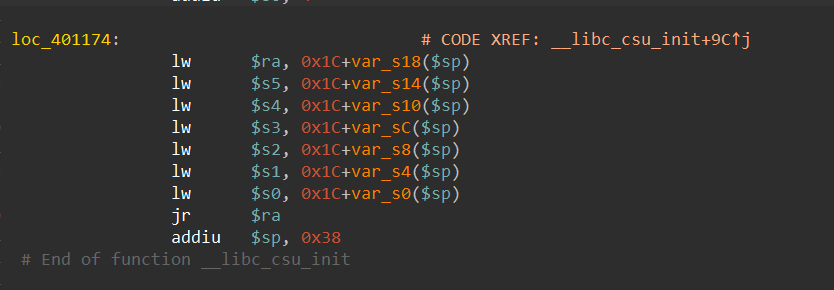 loc_401174: # CODE XREF: __libc_csu_init+9C↑j
lw $ra, 0x1C+var_s18($sp)
lw $s5, 0x1C+var_s14($sp)
lw $s4, 0x1C+var_s10($sp)
lw $s3, 0x1C+var_sC($sp)
lw $s2, 0x1C+var_s8($sp)
lw $s1, 0x1C+var_s4($sp)
lw $s0, 0x1C+var_s0($sp)
jr $ra
addiu $sp, 0x38
# End of function __libc_csu_init